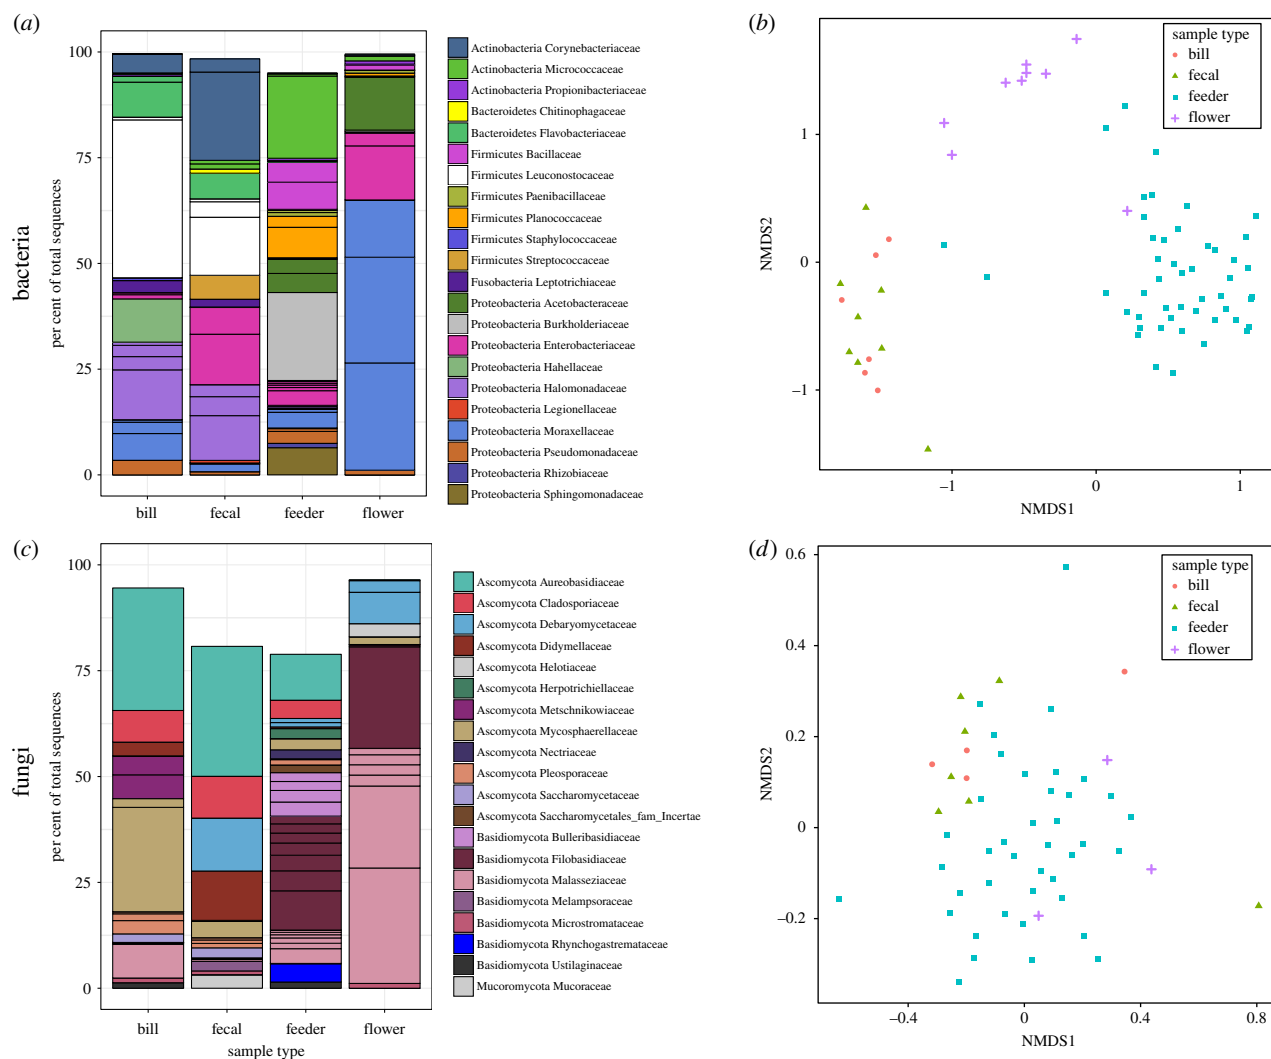 (a)
bacteria
per cent of total sequences
100
75
50
25
0
bill fecal feeder flower
Actinobacteria Corynebacteriaceae
Actinobacteria Micrococcaceae
Actinobacteria Propionibacteriaceae
Bacteroidetes Chitinophagaceae
Bacteroidetes Flavobacteriaceae
Firmicutes Bacillaceae
Firmicutes Leuconostocaceae
Firmicutes Paenibacillaceae
Firmicutes Planococcaceae
Firmicutes Staphylococcaceae
Firmicutes Streptococcaceae
Fusobacteria Leptotrichiaceae
Proteobacteria Acetobacteraceae
Proteobacteria Burkholderiaceae
Proteobacteria Enterobacteriaceae
Proteobacteria Hahellaceae
Proteobacteria Halomonadaceae
Proteobacteria Legionellaceae
Proteobacteria Moraxellaceae
Proteobacteria Pseudomonadaceae
Proteobacteria Rhizobiaceae
Proteobacteria Sphingomonadaceae
(b)
NMDS2
1
0
−1
sample type
bill
fecal
feeder
flower
−1 0 1
NMDS1
(c)
fungi
per cent of total sequences
100
75
50
25
0
bill fecal feeder flower
sample type
Ascomycota Aureobasidiaceae
Ascomycota Cladosporiaceae
Ascomycota Debaryomycetaceae
Ascomycota Didymellaceae
Ascomycota Helotiaceae
Ascomycota Herpotrichiellaceae
Ascomycota Metschnikowiaceae
Ascomycota Mycosphaerellaceae
Ascomycota Nectriaceae
Ascomycota Pleosporaceae
Ascomycota Saccharomycetaceae
Ascomycota Saccharomycetales_fam_Incertae
Basidiomycota Bulleribasidiaceae
Basidiomycota Filobasidiaceae
Basidiomycota Malasseziaceae
Basidiomycota Melampsoraceae
Basidiomycota Microstromataceae
Basidiomycota Rhynchogastremataceae
Basidiomycota Ustilaginaceae
Mucoromycota Mucoraceae
(d)
NMDS2
0.6
0.4
0.2
0
−0.2
sample type
bill
fecal
feeder
flower
−0.4 0 0.4 0.8
NMDS1